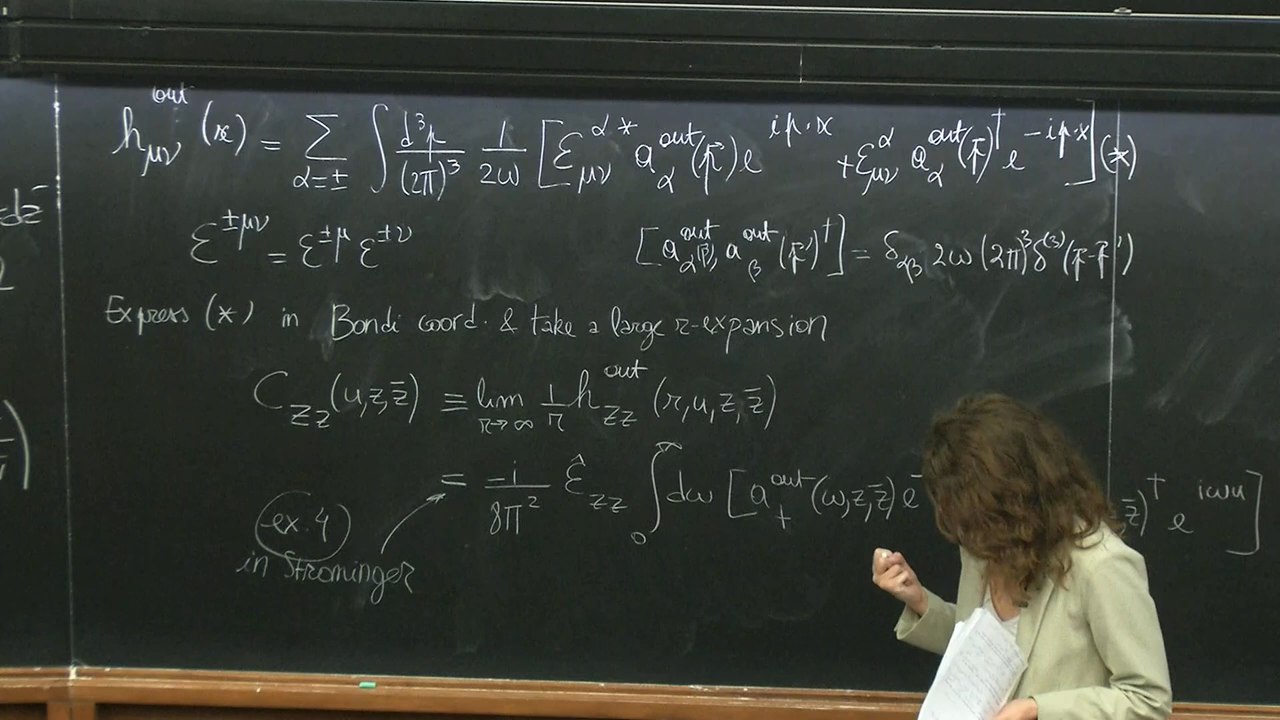 h_{μν}^{out}(x) = Σ_{α=±} ∫ d³p/(2π)³ 1/2ω [ε_{μν}^{α*} a_α^{out}(p⃗) e^{ip·x} + ε_{μν}^α a_α^{out}(p⃗)† e^{-ip·x}] (*)
dz̄
ε^{±μν} = ε^{±μ} ε^{±ν} [a_α^{out}(p⃗), a_β^{out}(p⃗')†] = δ_{αβ} 2ω (2π)³ δ^{(3)}(p⃗-p⃗')
Express (*) in Bondi coord. & take a large r-expansion
C_{zz}(u,z,z̄) ≡ lim_{r→∞} 1/r h_{zz}^{out}(r,u,z,z̄)
= -i/8π² ε̂_{zz} ∫_0^∞ dω [a_+^{out}(ω,z,z̄) e^{- z̄)† e^{iωu}]
ex. 4
in Strominger